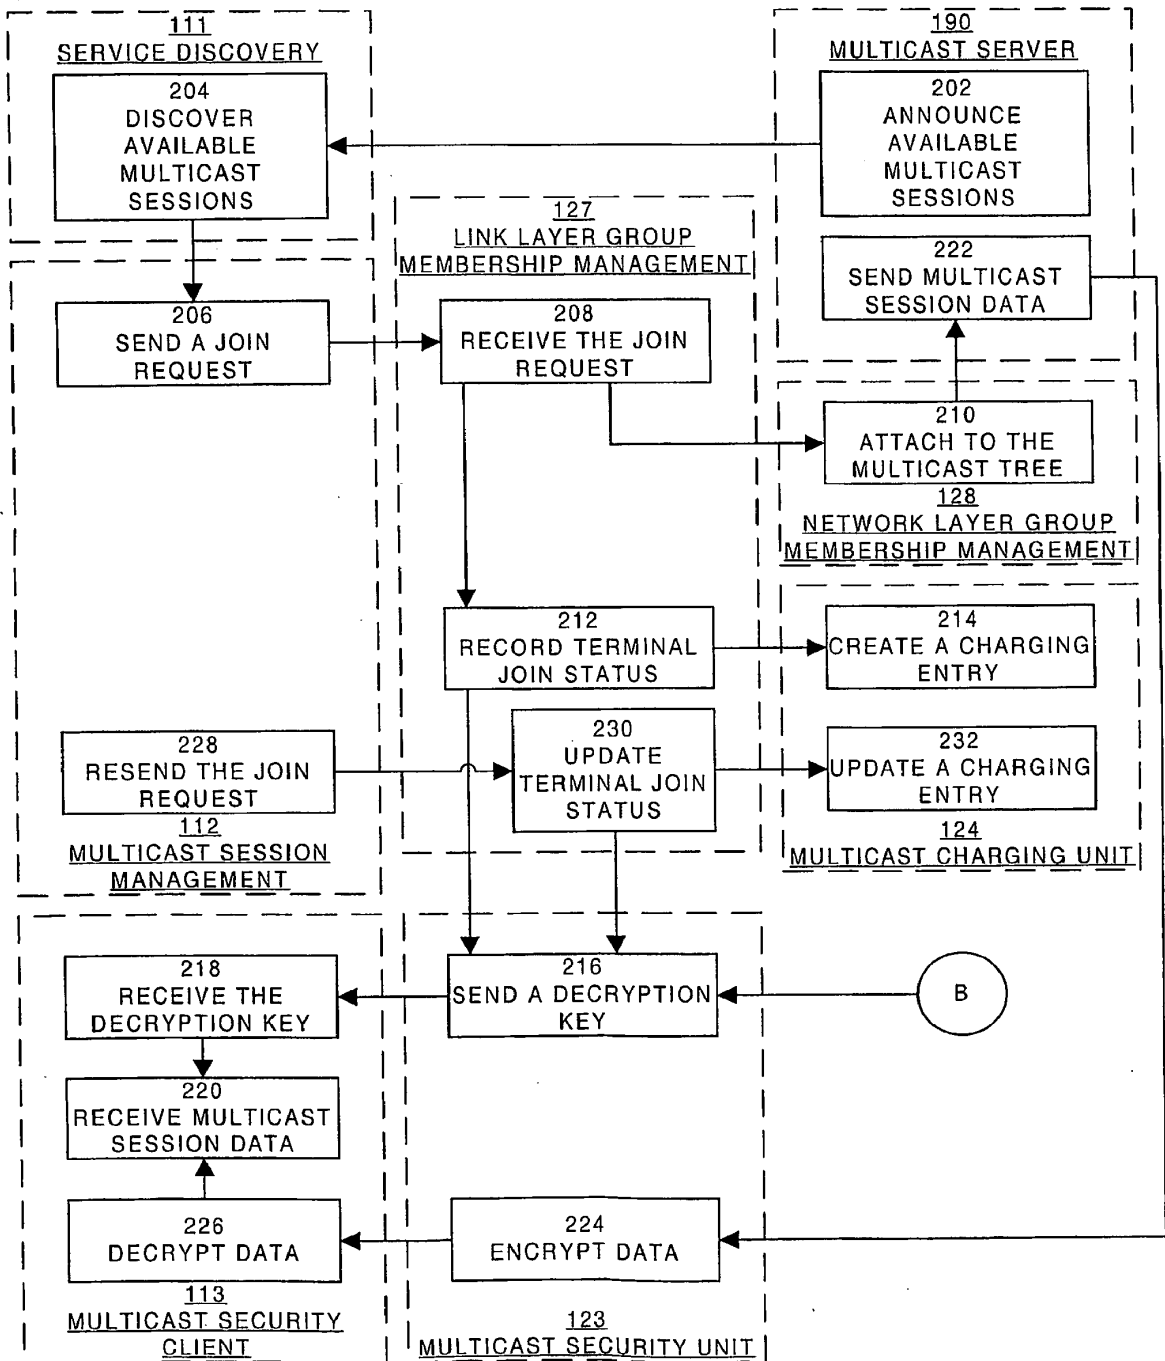 111
SERVICE DISCOVERY
204
DISCOVER
AVAILABLE
MULTICAST
SESSIONS
190
MULTICAST SERVER
202
ANNOUNCE
AVAILABLE
MULTICAST
SESSIONS
222
SEND MULTICAST
SESSION DATA
127
LINK LAYER GROUP
MEMBERSHIP MANAGEMENT
206
SEND A JOIN
REQUEST
208
RECEIVE THE JOIN
REQUEST
210
ATTACH TO THE
MULTICAST TREE
128
NETWORK LAYER GROUP
MEMBERSHIP MANAGEMENT
212
RECORD TERMINAL
JOIN STATUS
214
CREATE A CHARGING
ENTRY
228
RESEND THE JOIN
REQUEST
112
MULTICAST SESSION
MANAGEMENT
230
UPDATE
TERMINAL JOIN
STATUS
232
UPDATE A CHARGING
ENTRY
124
MULTICAST CHARGING UNIT
218
RECEIVE THE
DECRYPTION KEY
216
SEND A DECRYPTION
KEY
B
220
RECEIVE MULTICAST
SESSION DATA
226
DECRYPT DATA
224
ENCRYPT DATA
113
MULTICAST SECURITY
CLIENT
123
MULTICAST SECURITY UNIT